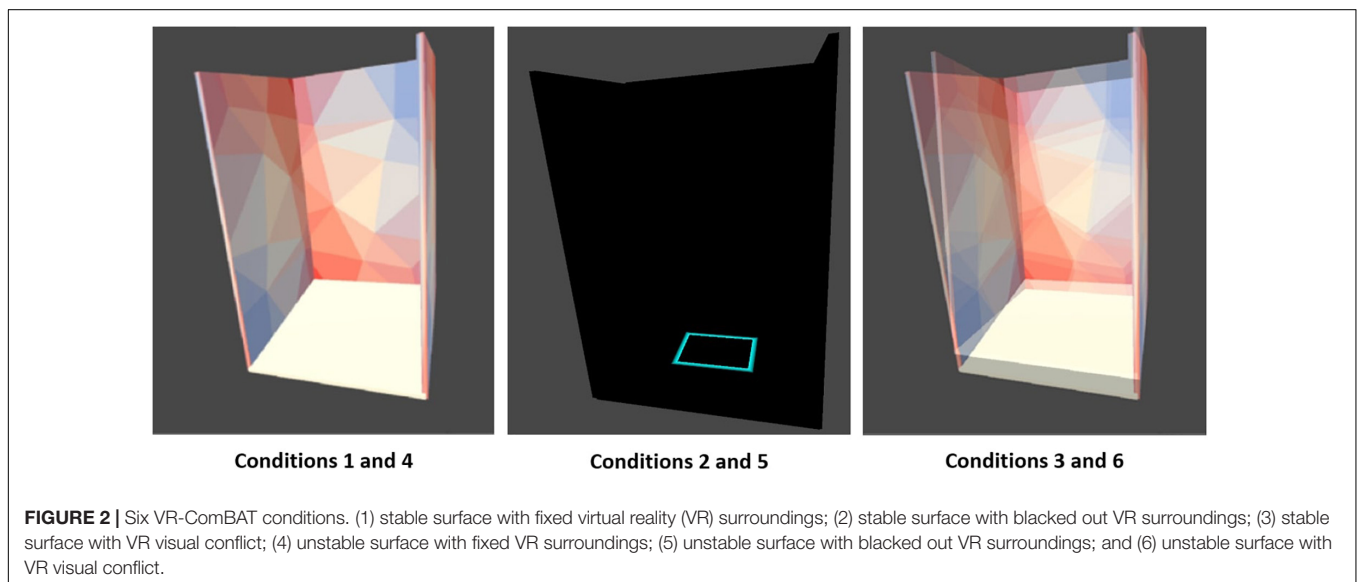 Conditions 1 and 4
Conditions 2 and 5
Conditions 3 and 6
FIGURE 2 | Six VR-ComBAT conditions. (1) stable surface with fixed virtual reality (VR) surroundings; (2) stable surface with blacked out VR surroundings; (3) stable
surface with VR visual conflict; (4) unstable surface with fixed VR surroundings; (5) unstable surface with blacked out VR surroundings; and (6) unstable surface with
VR visual conflict.